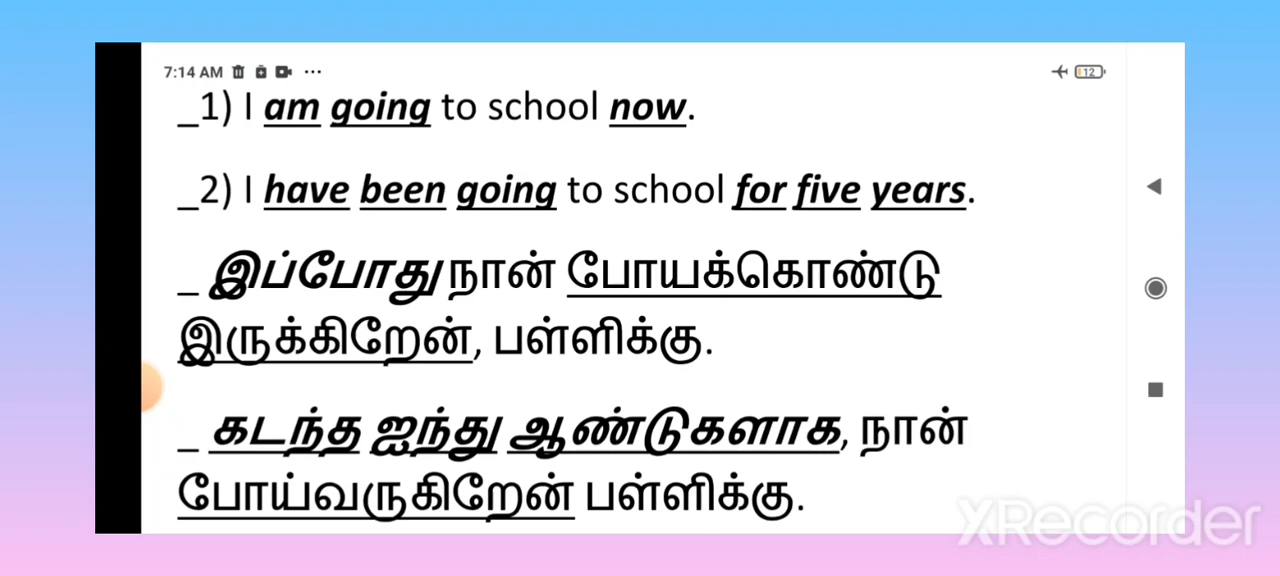 7:14 AM ... 12
_1) I am going to school now.
_2) I have been going to school for five years.
_ இப்போது நான் போயக்கொண்டு
இருக்கிறேன், பள்ளிக்கு.
_ கடந்த ஐந்து ஆண்டுகளாக, நான்
போய்வருகிறேன் பள்ளிக்கு.
XRecorder